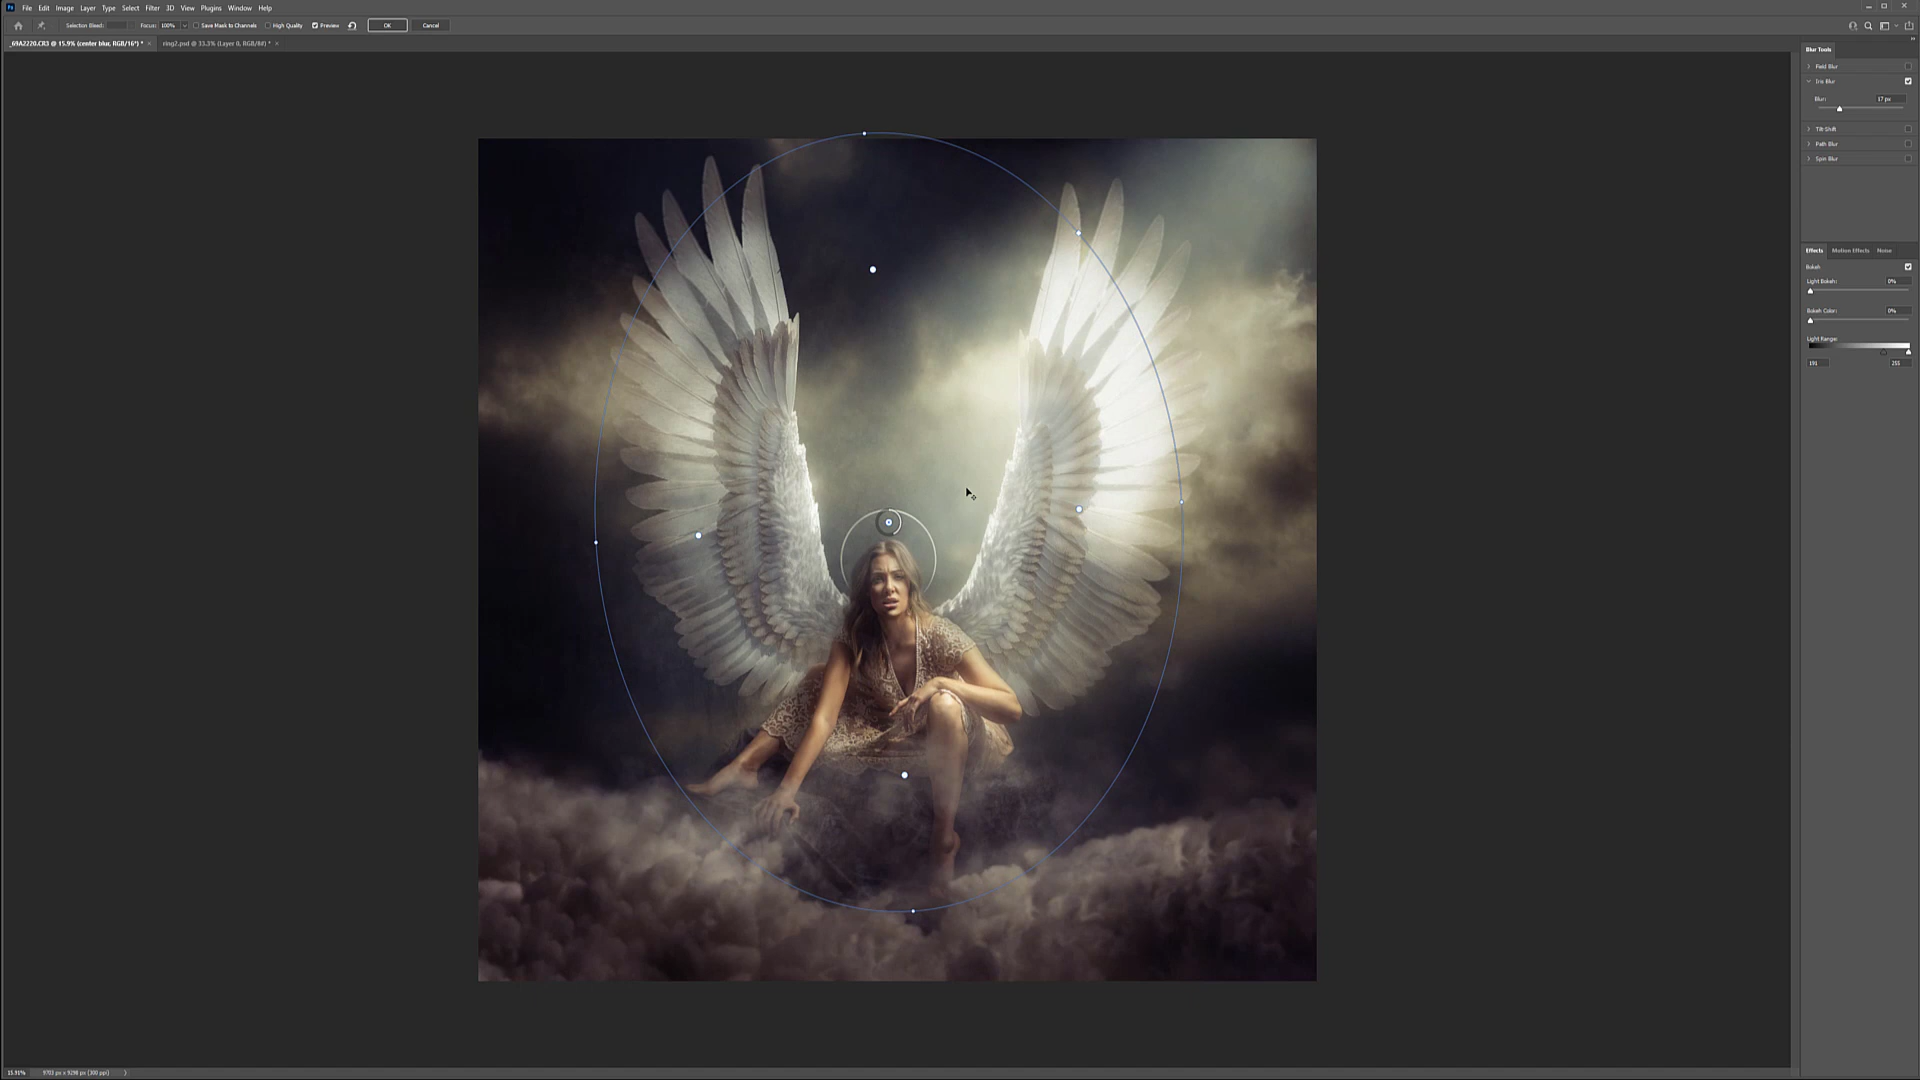 Ps File Edit Image Layer Type Select Filter 3D View Plugins Window Help
Selection Bleed: Focus: 100% Save Mask to Channels High Quality Preview OK Cancel
_69A2220.CR3 @ 15.9% (center blur, RGB/16*) * × ring2.psd @ 33.3% (Layer 0, RGB/8#) * ×
Blur Tools
Field Blur
Iris Blur
Blur: 17 px
Tilt-Shift
Path Blur
Spin Blur
Effects Motion Effects Noise
Bokeh
Light Bokeh: 0%
Bokeh Color: 0%
Light Range:
191 255
15.91% 9703 px x 9298 px (300 ppi)